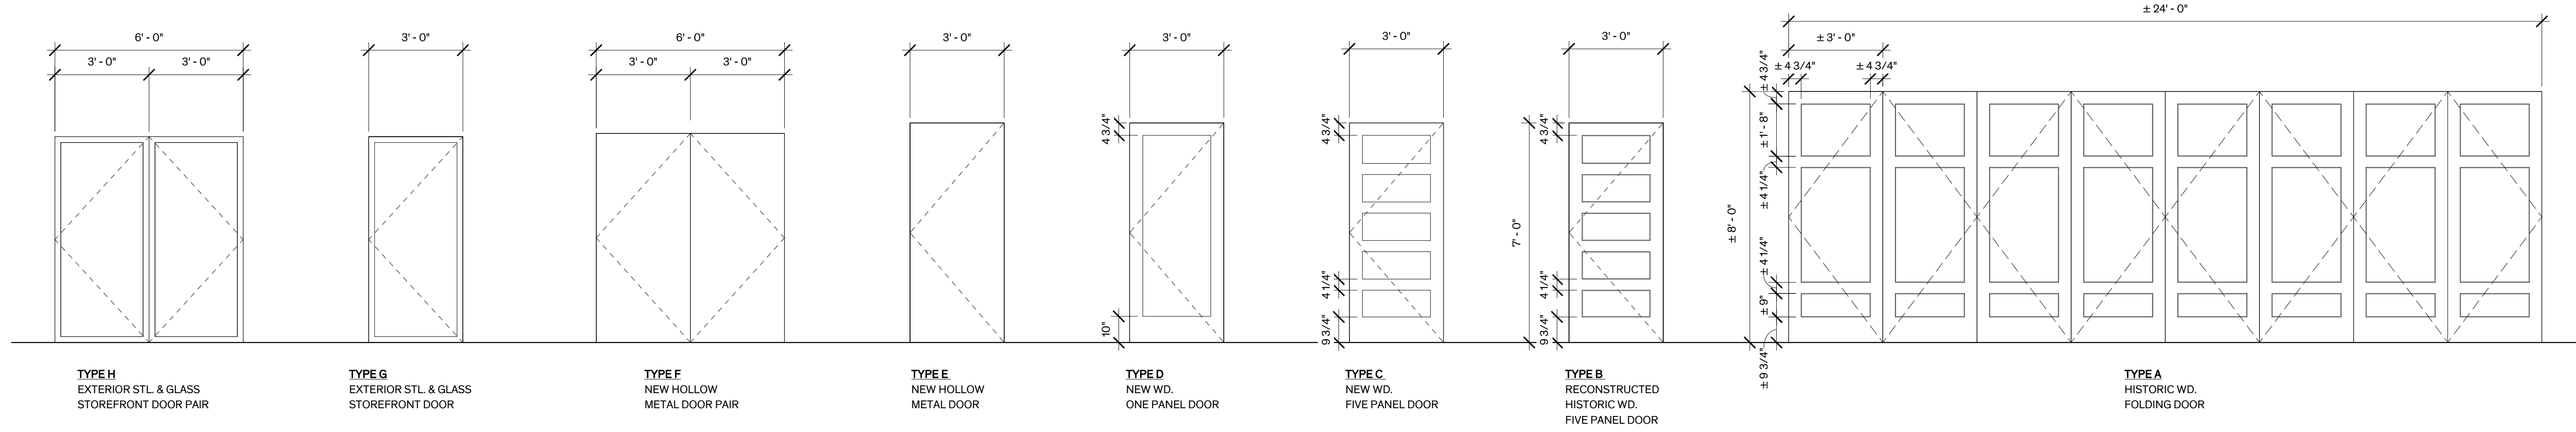 6' - 0"
3' - 0"
3' - 0"
TYPE H
EXTERIOR STL. & GLASS
STOREFRONT DOOR PAIR
3' - 0"
TYPE G
EXTERIOR STL. & GLASS
STOREFRONT DOOR
6' - 0"
3' - 0"
3' - 0"
TYPE F
NEW HOLLOW
METAL DOOR PAIR
3' - 0"
TYPE E
NEW HOLLOW
METAL DOOR
3' - 0"
4 3/4"
10"
TYPE D
NEW WD.
ONE PANEL DOOR
3' - 0"
4 3/4"
4 1/4"
9 3/4"
TYPE C
NEW WD.
FIVE PANEL DOOR
3' - 0"
4 3/4"
7' - 0"
4 1/4"
9 3/4"
TYPE B
RECONSTRUCTED
HISTORIC WD.
FIVE PANEL DOOR
± 24' - 0"
± 3' - 0"
± 4 3/4"
± 4 3/4"
± 4 3/4"
± 1' - 8"
± 4 1/4"
± 8' - 0"
± 4 1/4"
± 9"
± 9 3/4"
TYPE A
HISTORIC WD.
FOLDING DOOR